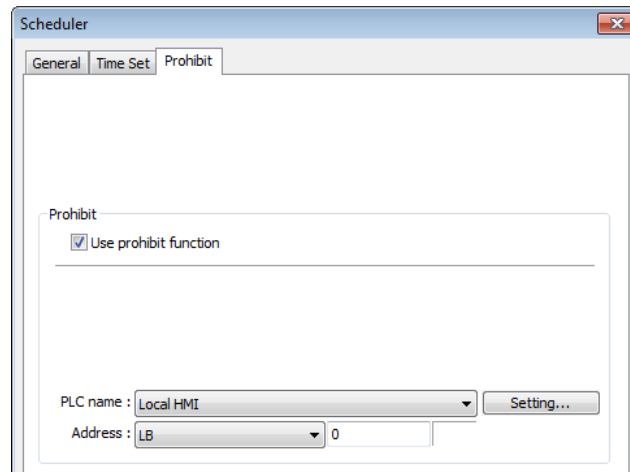 Scheduler
General Time Set Prohibit
Prohibit
Use prohibit function
PLC name : Local HMI Setting...
Address : LB 0